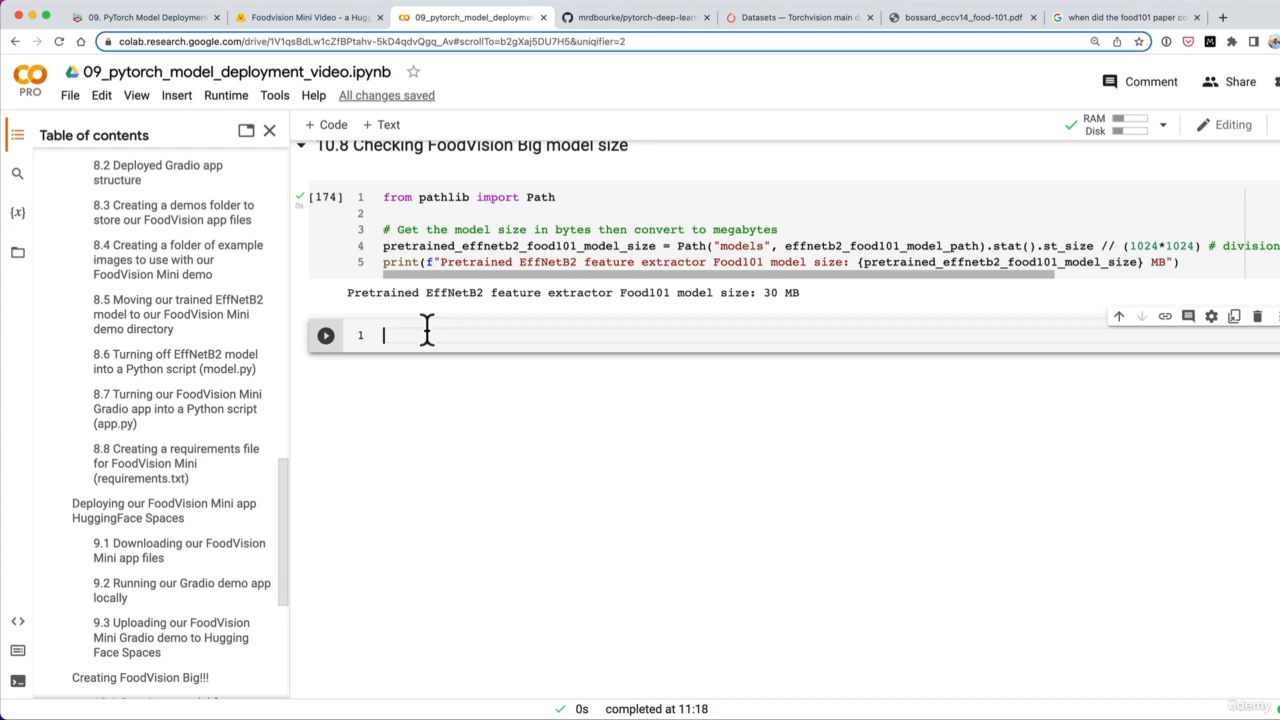 09. PyTorch Model Deployment
Foodvision Mini Video - a Hugg
09_pytorch_model_deployme
mrdbourke/pytorch-deep-lear
Datasets — Torchvision main d
bossard_eccv14_food-101.pdf
when did the food101 paper co
colab.research.google.com/drive/1V1qsBdLw1cZfBPtahv-5kD4qdvQgq_Av#scrollTo=b2gXaj5DU7H5&uniqifier=2
PRO
09_pytorch_model_deployment_video.ipynb
Comment
Share
File Edit View Insert Runtime Tools Help All changes saved
Table of contents
+ Code + Text
RAM
Disk
Editing
8.2 Deployed Gradio app
structure
8.3 Creating a demos folder to
store our FoodVision app files
8.4 Creating a folder of example
images to use with our
FoodVision Mini demo
8.5 Moving our trained EffNetB2
model to our FoodVision Mini
demo directory
8.6 Turning off EffNetB2 model
into a Python script (model.py)
8.7 Turning our FoodVision Mini
Gradio app into a Python script
(app.py)
8.8 Creating a requirements file
for FoodVision Mini
(requirements.txt)
Deploying our FoodVision Mini app
HuggingFace Spaces
9.1 Downloading our FoodVision
Mini app files
9.2 Running our Gradio demo app
locally
9.3 Uploading our FoodVision
Mini Gradio demo to Hugging
Face Spaces
Creating FoodVision Big!!!
10.8 Checking FoodVision Big model size
[174] 1 from pathlib import Path
0s 2
3 # Get the model size in bytes then convert to megabytes
4 pretrained_effnetb2_food101_model_size = Path("models", effnetb2_food101_model_path).stat().st_size // (1024*1024) # division
5 print(f"Pretrained EffNetB2 feature extractor Food101 model size: {pretrained_effnetb2_food101_model_size} MB")
Pretrained EffNetB2 feature extractor Food101 model size: 30 MB
1
0s completed at 11:18
ûdemy